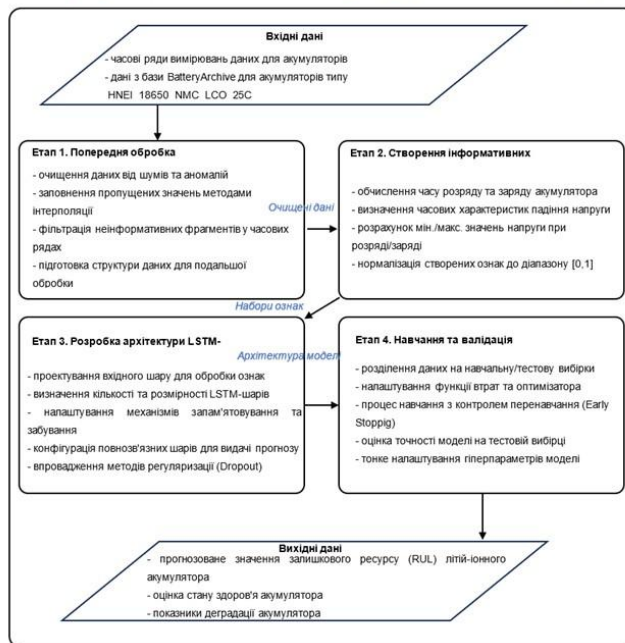 Вхідні дані
- часові ряди вимірювань даних для акумуляторів
- дані з бази BatteryArchive для акумуляторів типу
HNEI 18650 NMC LCO 25C
Етап 1. Попередня обробка
- очищення даних від шумів та аномалій
- заповнення пропущених значень методами
інтерполяції
- фільтрація неінформативних фрагментів у часових
рядах
- підготовка структури даних для подальшої
обробки
Очищені дані
Етап 2. Створення інформативних
- обчислення часу розряду та заряду акумулятора
- визначення часових характеристик падіння напруги
- розрахунок мін./макс. значень напруги при
розряді/заряді
- нормалізація створених ознак до діапазону [0,1]
Набори ознак
Етап 3. Розробка архітектури LSTM-
- проектування вхідного шару для обробки ознак
- визначення кількості та розмірності LSTM-шарів
- налаштування механізмів запам'ятовування та
забування
- конфігурація повнозв'язних шарів для видачі прогнозу
- впровадження методів регуляризації (Dropout)
Архітектура моделі
Етап 4. Навчання та валідація
- розділення даних на навчальну/тестову вибірки
- налаштування функції втрат та оптимізатора
- процес навчання з контролем перенавчання (Early
Stoppig)
- оцінка точності моделі на тестовій вибірці
- тонке налаштування гіперпараметрів моделі
Вихідні дані
- прогнозоване значення залишкового ресурсу (RUL) літій-іонного
акумулятора
- оцінка стану здоров'я акумулятора
- показники деградації акумулятора